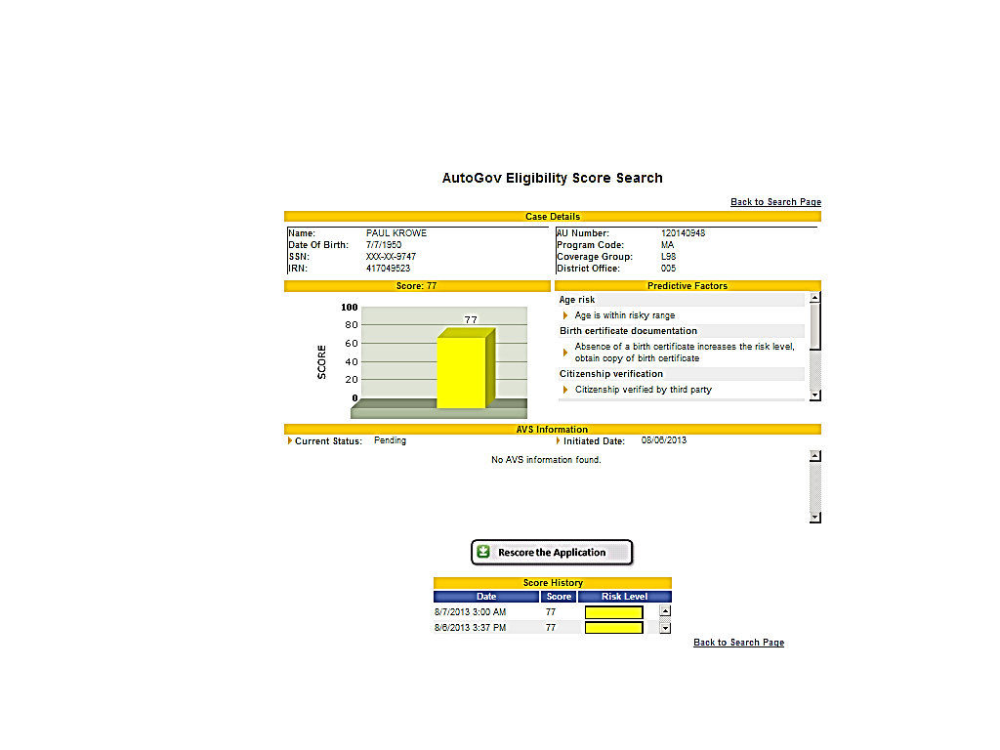 AutoGov Eligibility Score Search
Back to Search Page
Case Details
Name: PAUL KROWE
Date Of Birth: 7/7/1950
SSN: XXX-XX-9747
IRN: 417049523
AU Number: 120140948
Program Code: MA
Coverage Group: L98
District Office: 005
Score: 77
100
80
60
40
20
0
SCORE
77
Predictive Factors
Age risk
Age is within risky range
Birth certificate documentation
Absence of a birth certificate increases the risk level,
obtain copy of birth certificate
Citizenship verification
Citizenship verified by third party
AVS Information
Current Status: Pending
Initiated Date: 08/06/2013
No AVS information found.
Rescore the Application
Score History
Date Score Risk Level
8/7/2013 3:00 AM 77
8/6/2013 3:37 PM 77
Back to Search Page